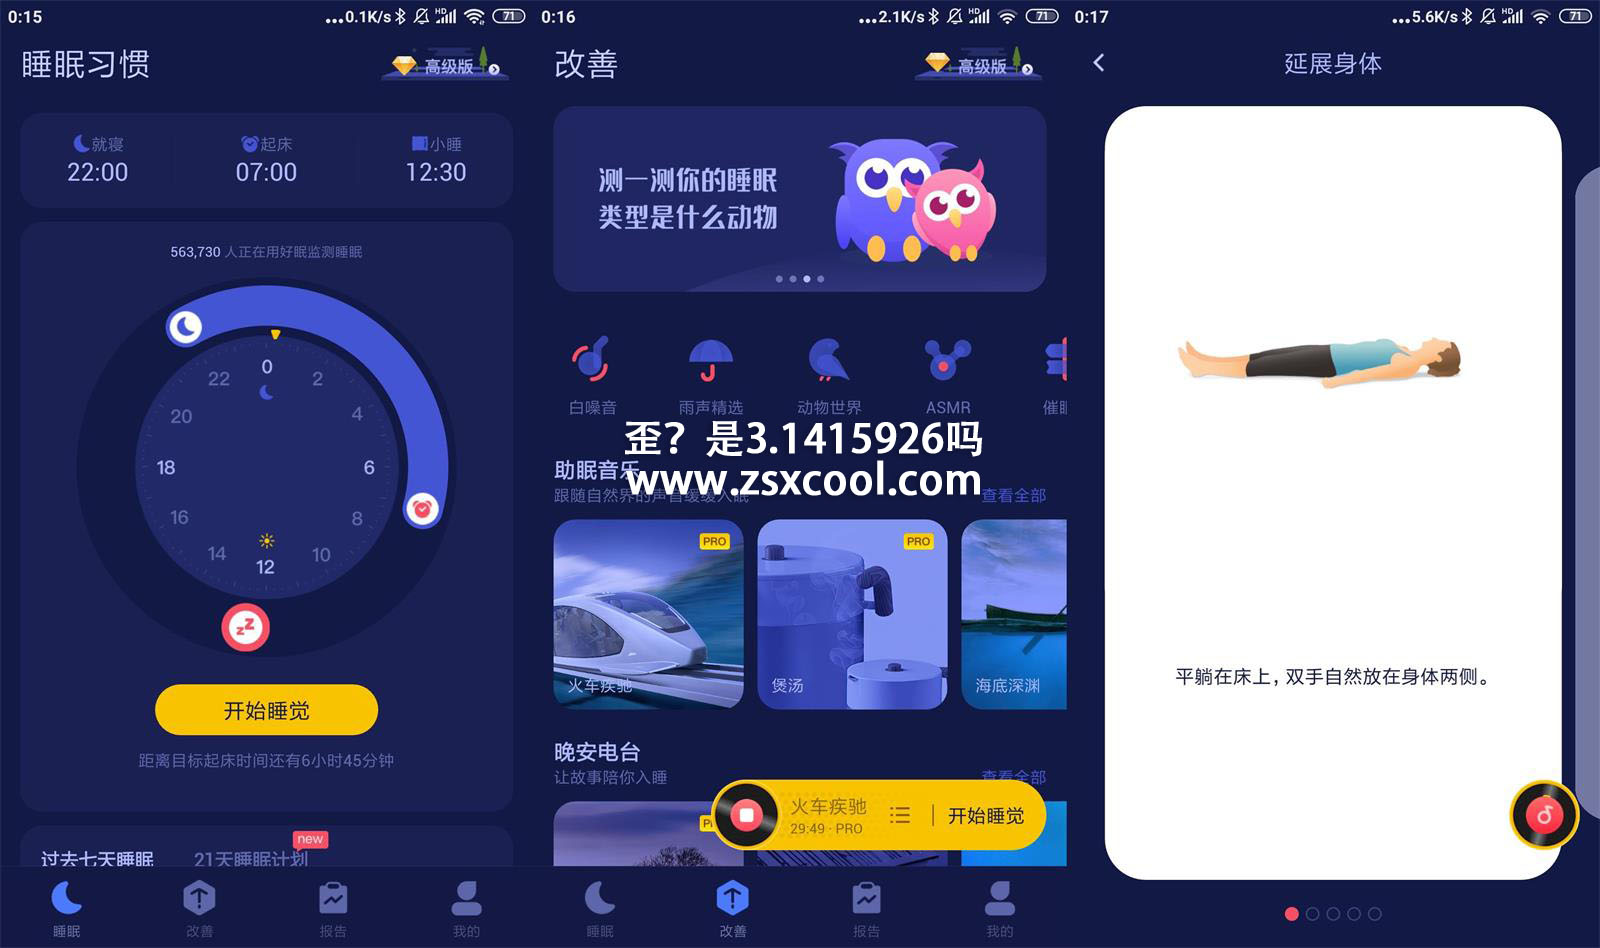 0:15
...0.1K/s
HD
71
睡眠习惯
高级版
就寝
22:00
起床
07:00
小睡
12:30
563,730 人正在用好眠监测睡眠
0
2
4
6
8
10
12
14
16
18
20
22
zZ
开始睡觉
距离目标起床时间还有6小时45分钟
new
过去七天睡眠
21天睡眠计划
睡眠
改善
报告
我的
0:16
...2.1K/s
HD
71
改善
高级版
测一测你的睡眠
类型是什么动物
白噪音
雨声精选
动物世界
ASMR
催眠
歪？是3.1415926吗
www.zsxcool.com
助眠音乐
跟随自然界的声音缓缓入眠
查看全部
PRO
火车疾驰
PRO
煲汤
海底深渊
晚安电台
让故事陪你入睡
查看全部
火车疾驰
29:49 · PRO
开始睡觉
睡眠
改善
报告
我的
0:17
...5.6K/s
HD
71
延展身体
平躺在床上，双手自然放在身体两侧。